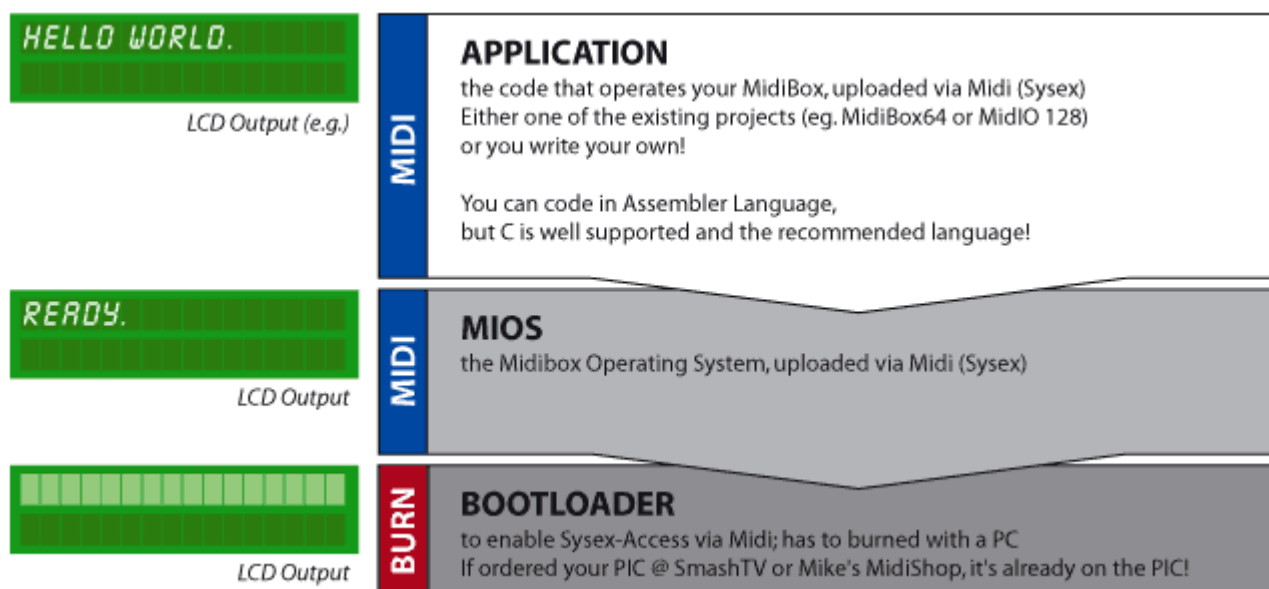 HELLO WORLD.
LCD Output (e.g.)
MIDI
APPLICATION
the code that operates your MidiBox, uploaded via Midi (Sysex)
Either one of the existing projects (eg. MidiBox64 or MidIO 128)
or you write your own!
You can code in Assembler Language,
but C is well supported and the recommended language!
READY.
LCD Output
MIDI
MIOS
the Midibox Operating System, uploaded via Midi (Sysex)
LCD Output
BURN
BOOTLOADER
to enable Sysex-Access via Midi; has to burned with a PC
If ordered your PIC @ SmashTV or Mike's MidiShop, it's already on the PIC!